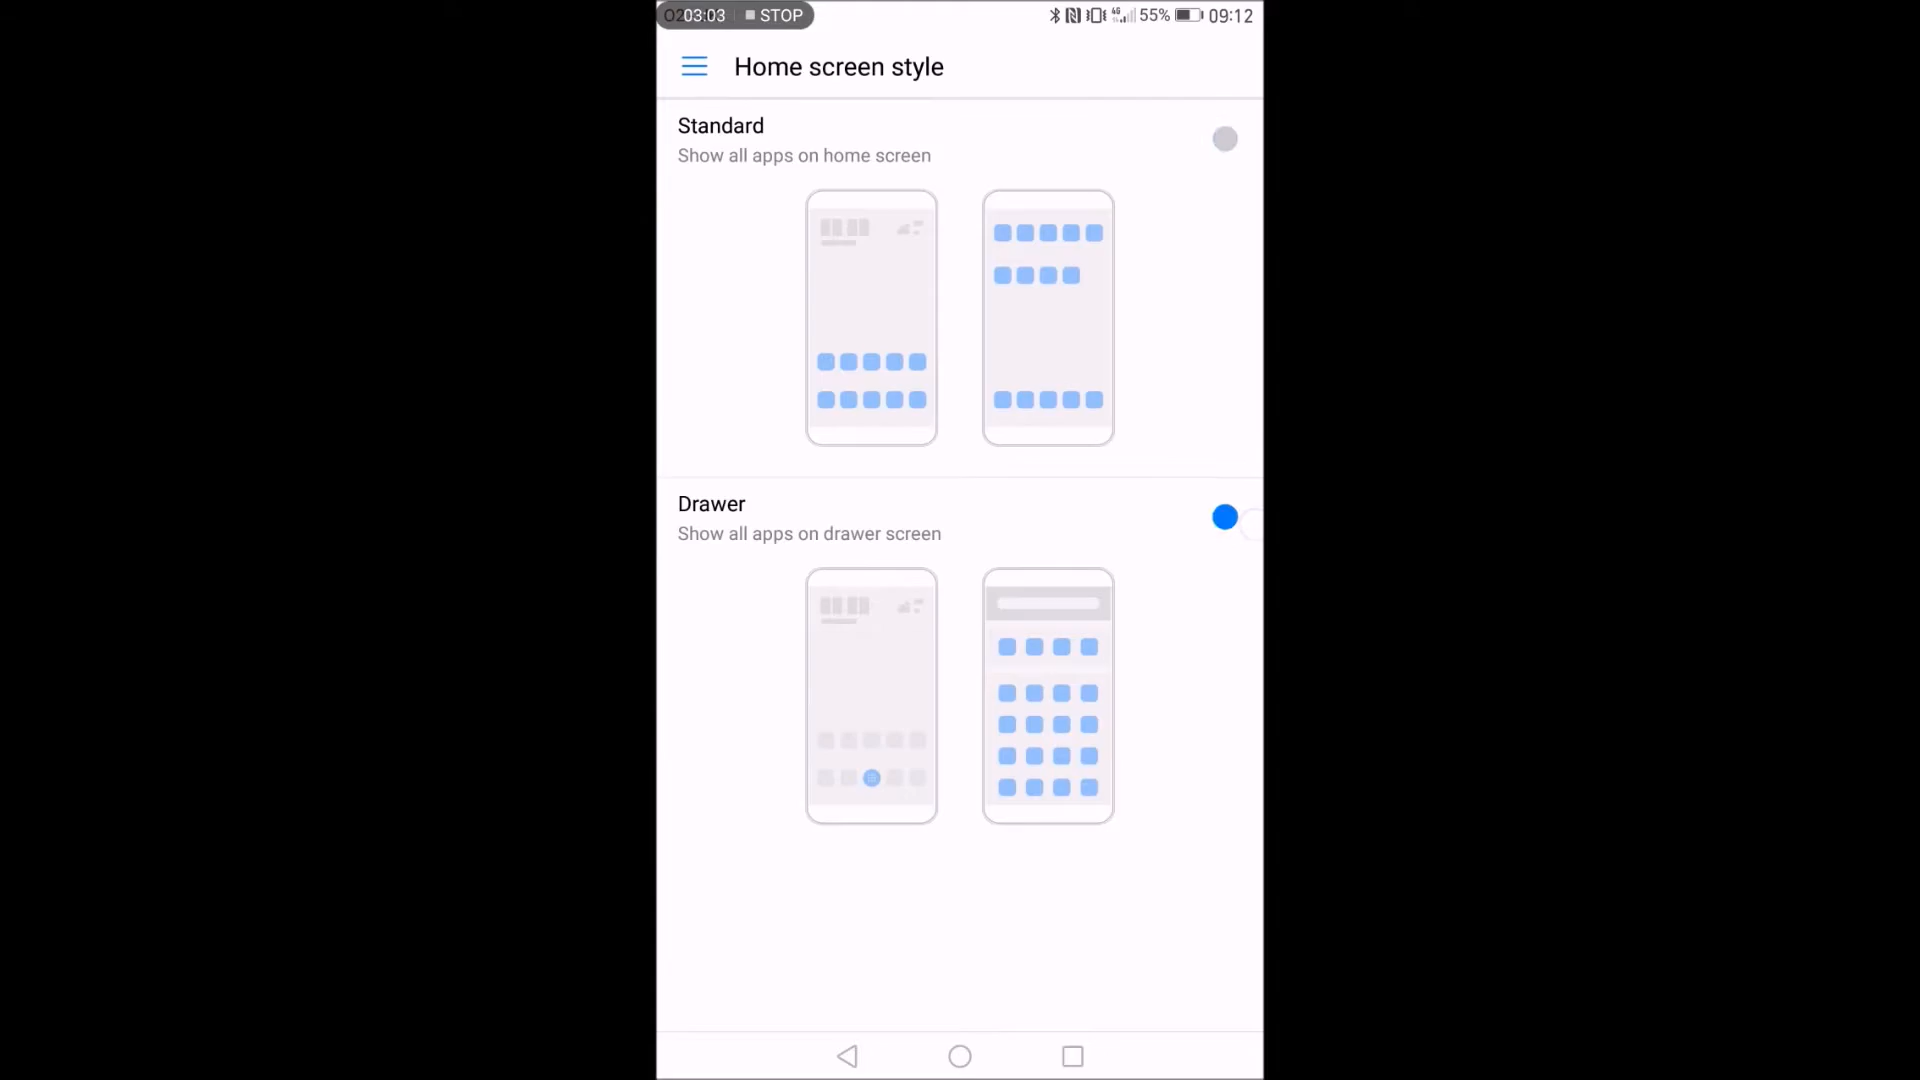 03:03 STOP 4G 55% 09:12
Home screen style
Standard
Show all apps on home screen
Drawer
Show all apps on drawer screen